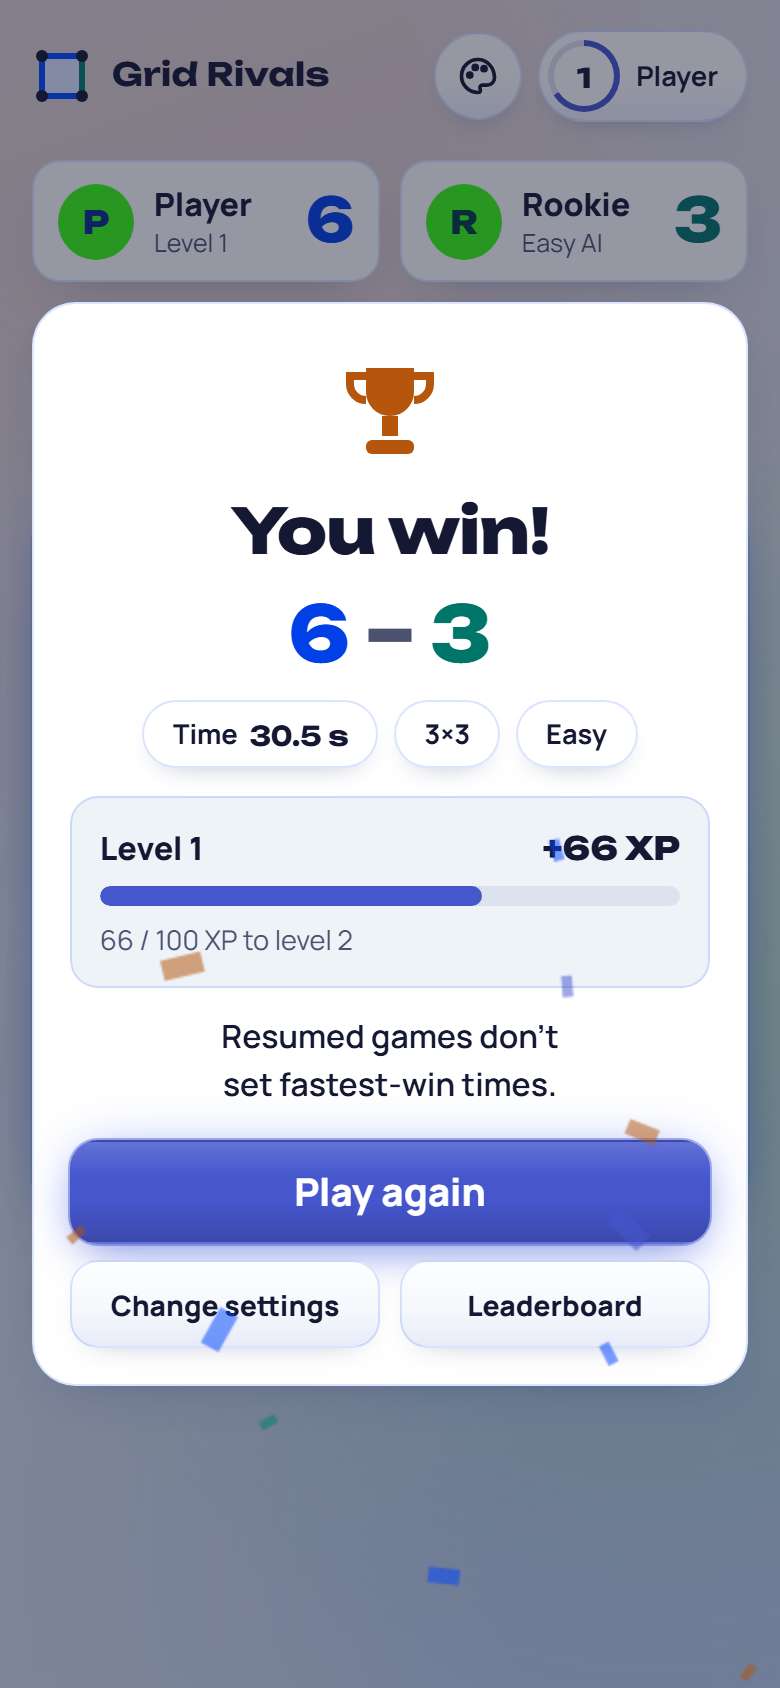 Grid Rivals
1 Player
P Player 6
Level 1
R Rookie 3
Easy AI
You win!
6 – 3
Time 30.5 s
3×3
Easy
Level 1 +66 XP
66 / 100 XP to level 2
Resumed games don’t
set fastest-win times.
Play again
Change settings
Leaderboard